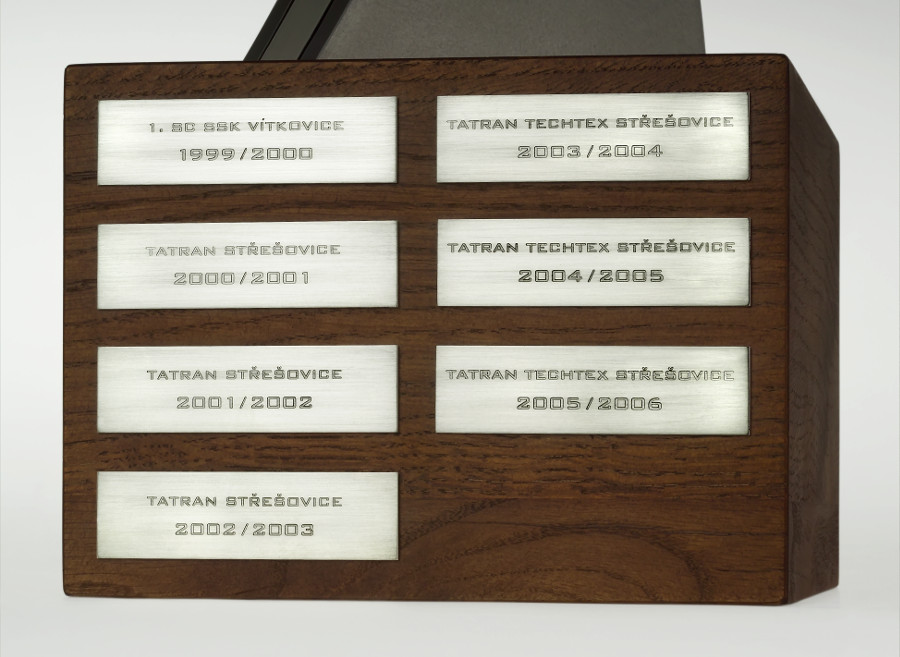 1. SC SSK VÍTKOVICE
1999/2000
TATRAN STŘEŠOVICE
2000/2001
TATRAN STŘEŠOVICE
2001/2002
TATRAN STŘEŠOVICE
2002/2003
TATRAN TECHTEX STŘEŠOVICE
2003/2004
TATRAN TECHTEX STŘEŠOVICE
2004/2005
TATRAN TECHTEX STŘEŠOVICE
2005/2006